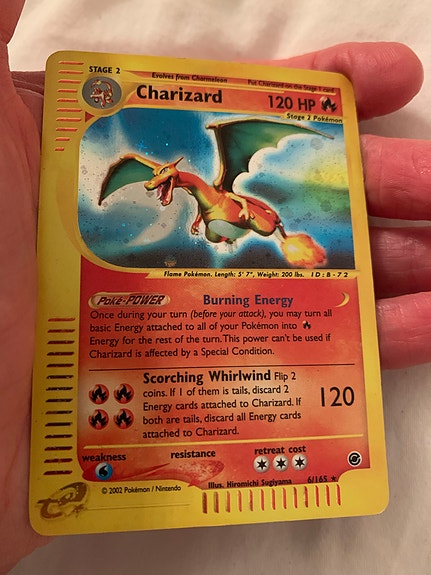 STAGE 2
Evolves from Charmeleon
Put Charizard on the Stage 1 card
Charizard 120 HP
Stage 2 Pokémon
Flame Pokémon. Length: 5' 7", Weight: 200 lbs. ID: B - 72
Poké-POWER Burning Energy
Once during your turn (before your attack), you may turn all
basic Energy attached to all of your Pokémon into
Energy for the rest of the turn. This power can't be used if
Charizard is affected by a Special Condition.
Scorching Whirlwind Flip 2
coins. If 1 of them is tails, discard 2
Energy cards attached to Charizard. If
both are tails, discard all Energy cards
attached to Charizard.
120
weakness resistance retreat cost
Illus. Hiromichi Sugiyama 6/165
© 2002 Pokémon / Nintendo
e